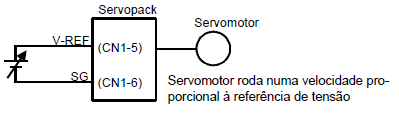 Servopack
Servomotor
V-REF
(CN1-5)
SG
(CN1-6)
Servomotor roda numa velocidade pro-
porcional à referência de tensão